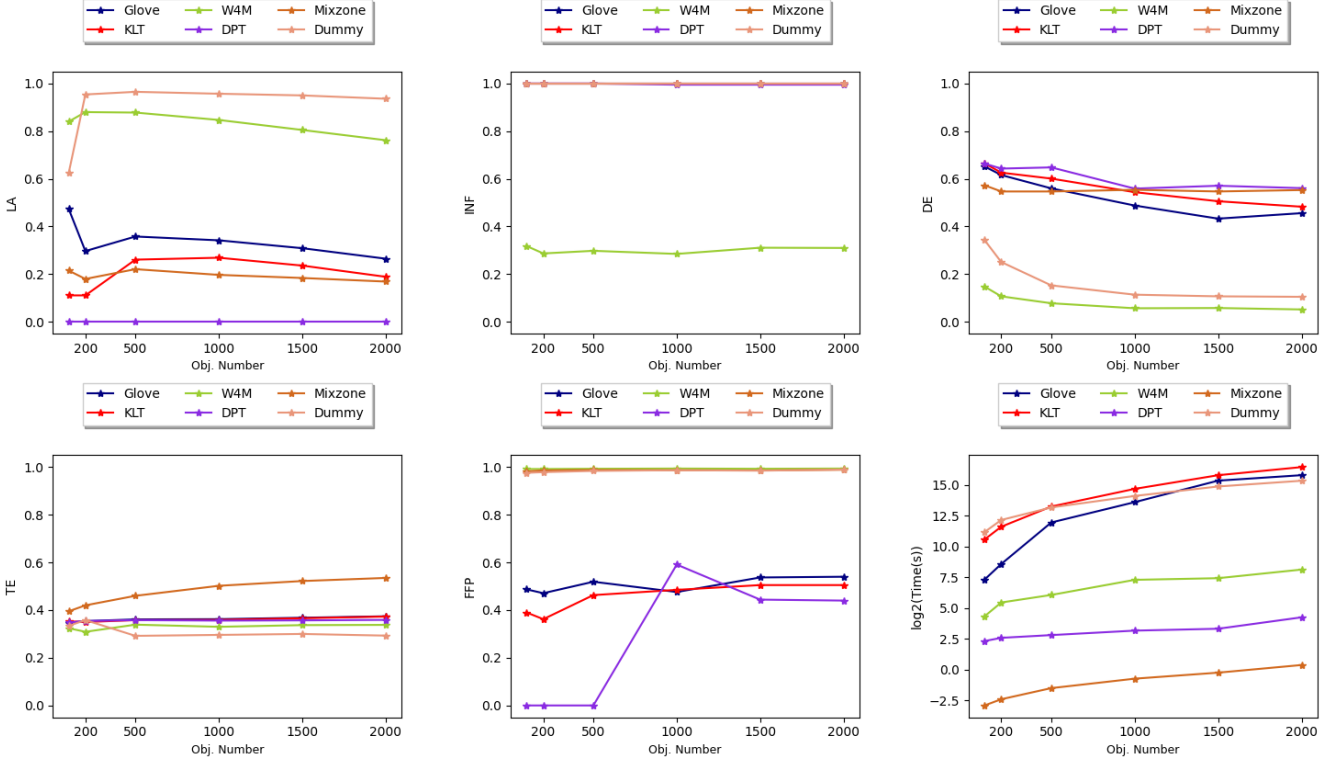 Glove W4M Mixzone
KLT DPT Dummy
1.0
0.8
0.6
0.4
0.2
0.0
LA
200 500 1000 1500 2000
Obj. Number
Glove W4M Mixzone
KLT DPT Dummy
1.0
0.8
0.6
0.4
0.2
0.0
INF
200 500 1000 1500 2000
Obj. Number
Glove W4M Mixzone
KLT DPT Dummy
1.0
0.8
0.6
0.4
0.2
0.0
DE
200 500 1000 1500 2000
Obj. Number
Glove W4M Mixzone
KLT DPT Dummy
1.0
0.8
0.6
0.4
0.2
0.0
TE
200 500 1000 1500 2000
Obj. Number
Glove W4M Mixzone
KLT DPT Dummy
1.0
0.8
0.6
0.4
0.2
0.0
FFP
200 500 1000 1500 2000
Obj. Number
Glove W4M Mixzone
KLT DPT Dummy
15.0
12.5
10.0
7.5
5.0
2.5
0.0
−2.5
log2(Time(s))
200 500 1000 1500 2000
Obj. Number